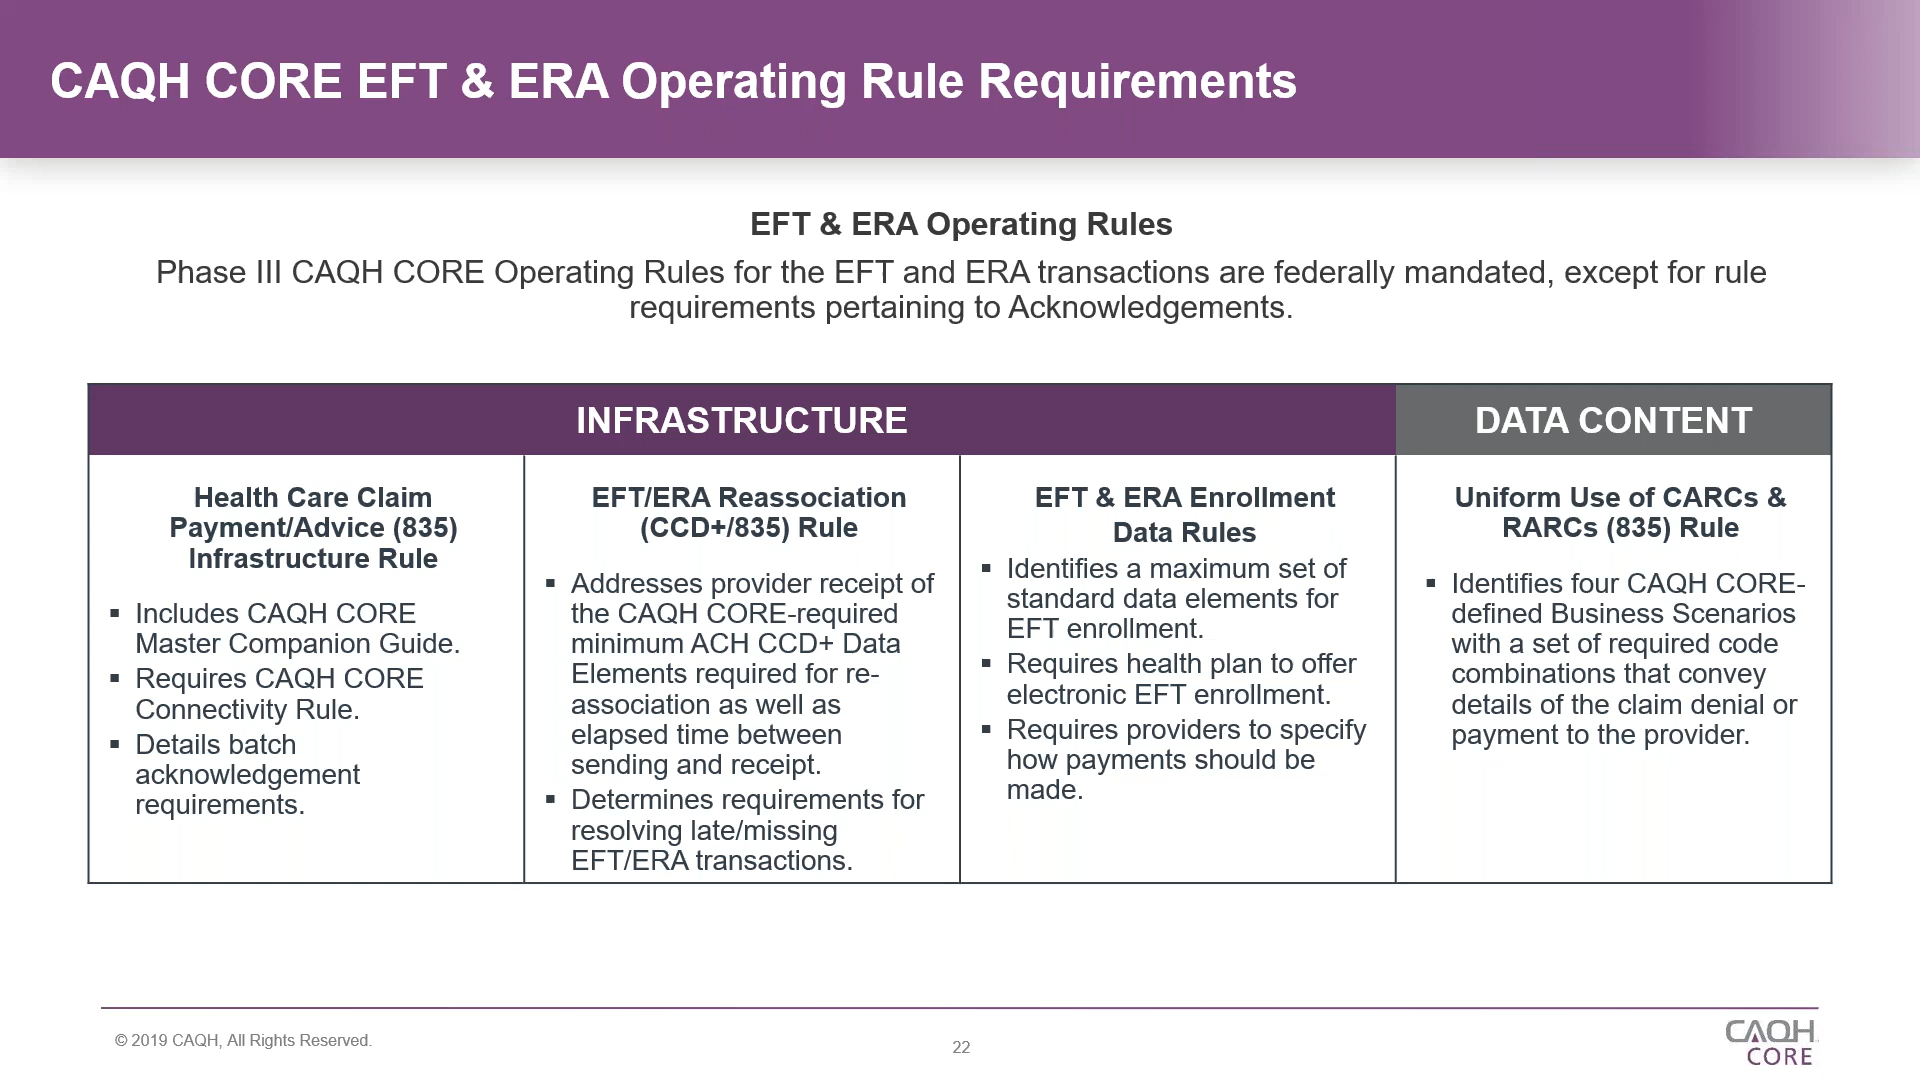 CAQH CORE EFT & ERA Operating Rule Requirements
EFT & ERA Operating Rules
Phase III CAQH CORE Operating Rules for the EFT and ERA transactions are federally mandated, except for rule
requirements pertaining to Acknowledgements.
INFRASTRUCTURE
DATA CONTENT
Health Care Claim
Payment/Advice (835)
Infrastructure Rule
▪ Includes CAQH CORE
Master Companion Guide.
▪ Requires CAQH CORE
Connectivity Rule.
▪ Details batch
acknowledgement
requirements.
EFT/ERA Reassociation
(CCD+/835) Rule
▪ Addresses provider receipt of
the CAQH CORE-required
minimum ACH CCD+ Data
Elements required for re-
association as well as
elapsed time between
sending and receipt.
▪ Determines requirements for
resolving late/missing
EFT/ERA transactions.
EFT & ERA Enrollment
Data Rules
▪ Identifies a maximum set of
standard data elements for
EFT enrollment.
▪ Requires health plan to offer
electronic EFT enrollment.
▪ Requires providers to specify
how payments should be
made.
Uniform Use of CARCs &
RARCs (835) Rule
▪ Identifies four CAQH CORE-
defined Business Scenarios
with a set of required code
combinations that convey
details of the claim denial or
payment to the provider.
© 2019 CAQH, All Rights Reserved.
22
CAQH
CORE